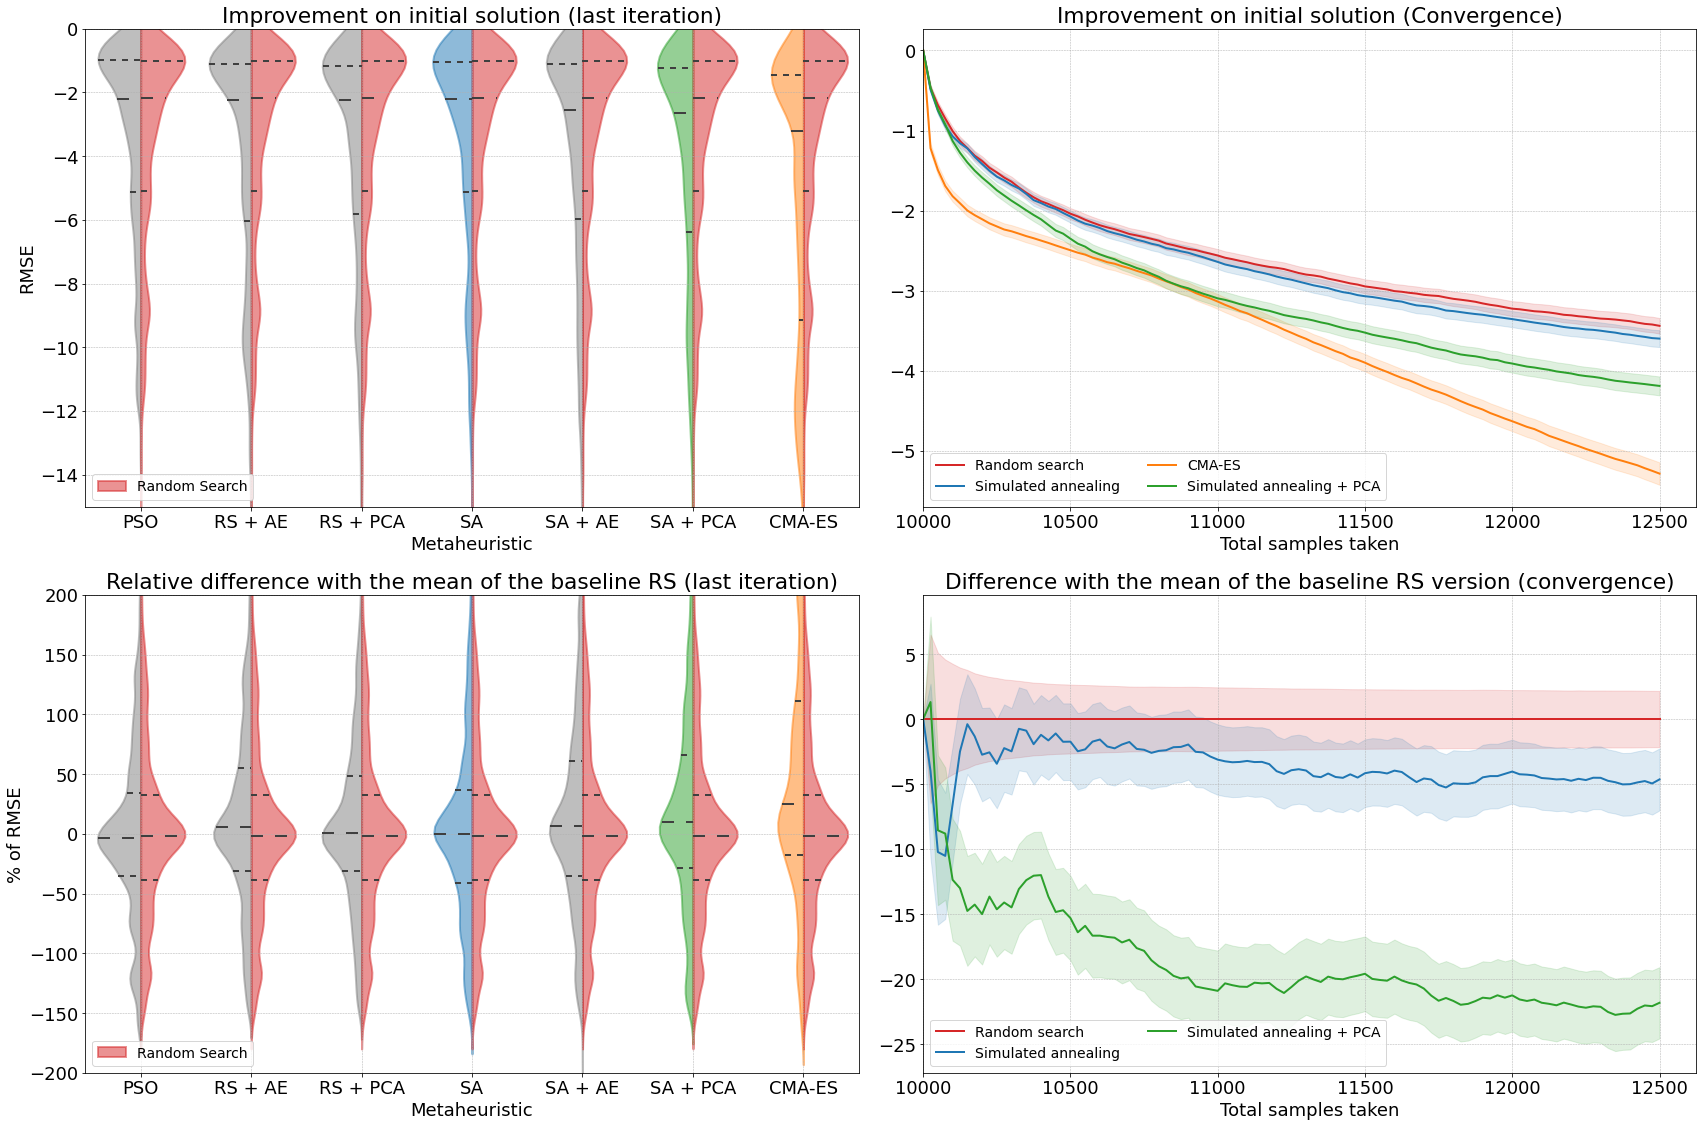 Improvement on initial solution (last iteration)
RMSE
0
−2
−4
−6
−8
−10
−12
−14
Random Search
PSO RS + AE RS + PCA SA SA + AE SA + PCA CMA-ES
Metaheuristic
Improvement on initial solution (Convergence)
0
−1
−2
−3
−4
−5
Random search
Simulated annealing
CMA-ES
Simulated annealing + PCA
10000 10500 11000 11500 12000 12500
Total samples taken
Relative difference with the mean of the baseline RS (last iteration)
% of RMSE
200
150
100
50
0
−50
−100
−150
−200
Random Search
PSO RS + AE RS + PCA SA SA + AE SA + PCA CMA-ES
Metaheuristic
Difference with the mean of the baseline RS version (convergence)
5
0
−5
−10
−15
−20
−25
Random search
Simulated annealing
Simulated annealing + PCA
10000 10500 11000 11500 12000 12500
Total samples taken